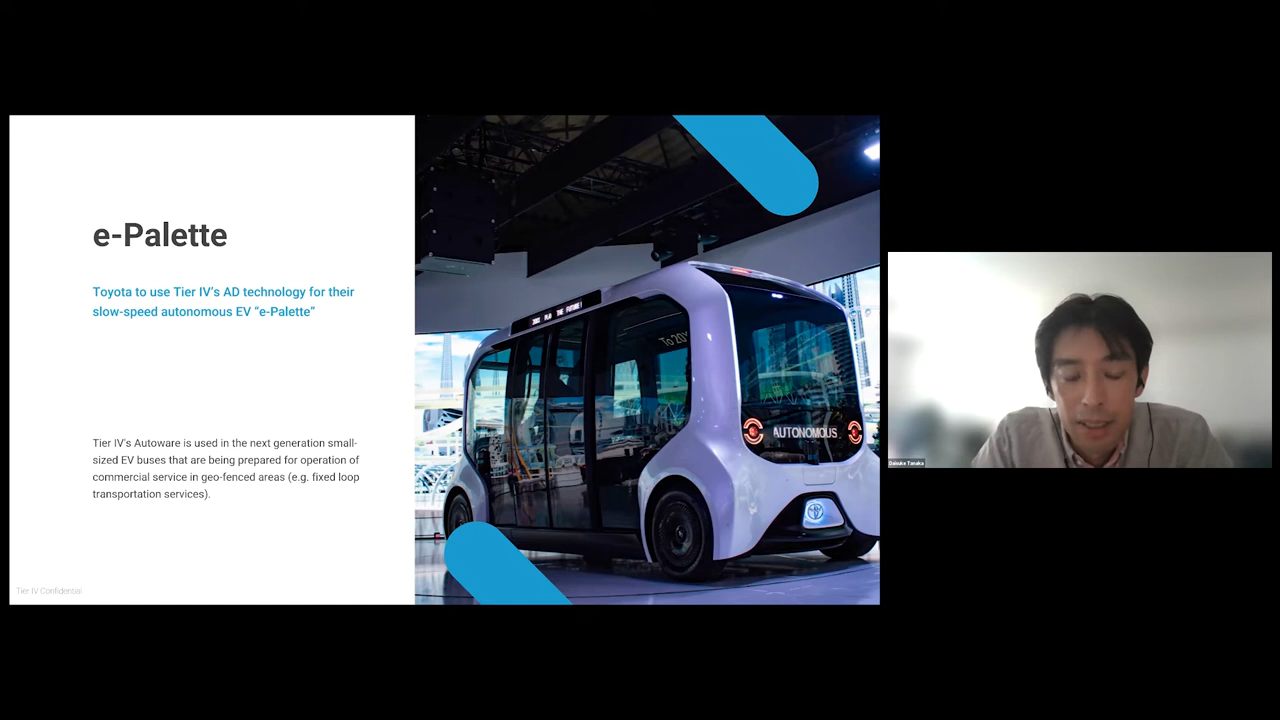 e-Palette
Toyota to use Tier IV's AD technology for their
slow-speed autonomous EV “e-Palette”
Tier IV's Autoware is used in the next generation small-
sized EV buses that are being prepared for operation of
commercial service in geo-fenced areas (e.g. fixed loop
transportation services).
Tier IV Confidential
AUTONOMOUS
Daisuke Tanaka